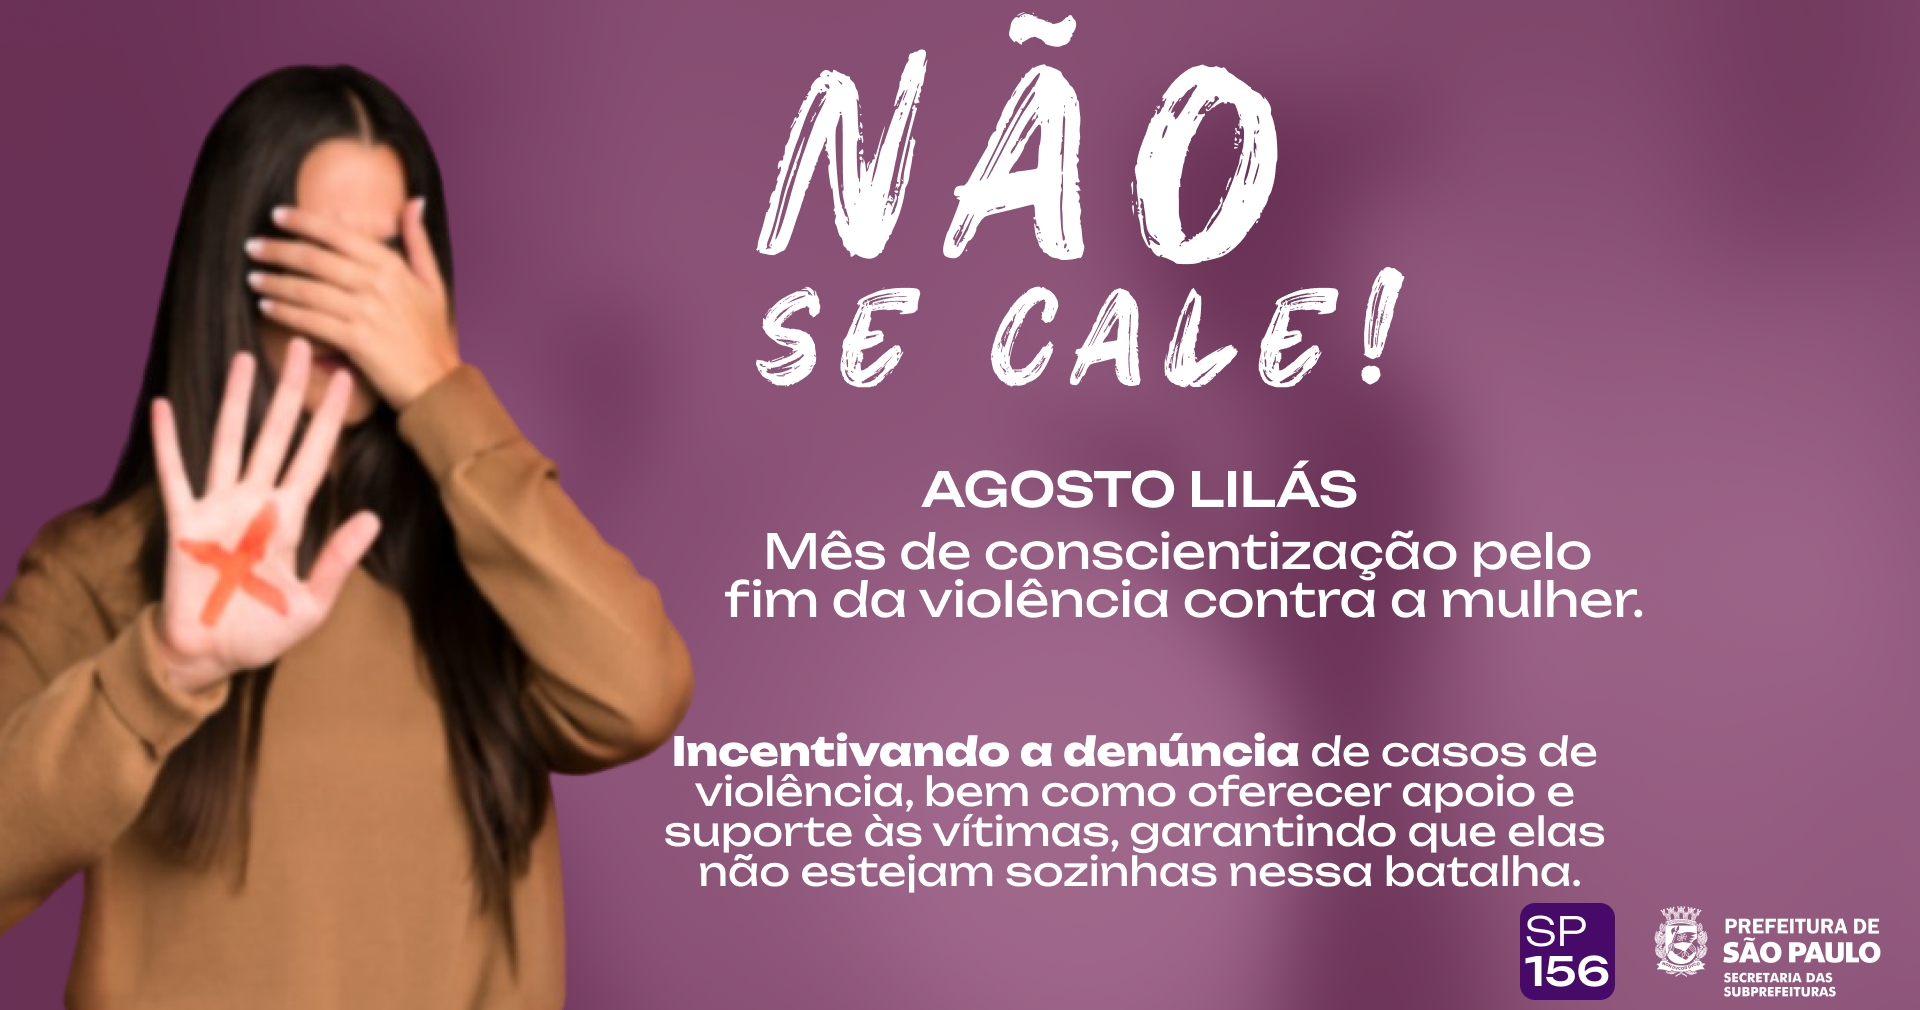 NÃO
SE CALE!
AGOSTO LILÁS
Mês de conscientização pelo
fim da violência contra a mulher.
Incentivando a denúncia de casos de
violência, bem como oferecer apoio e
suporte às vítimas, garantindo que elas
não estejam sozinhas nessa batalha.
SP
156
PREFEITURA DE
SÃO PAULO
SECRETARIA DAS
SUBPREFEITURAS